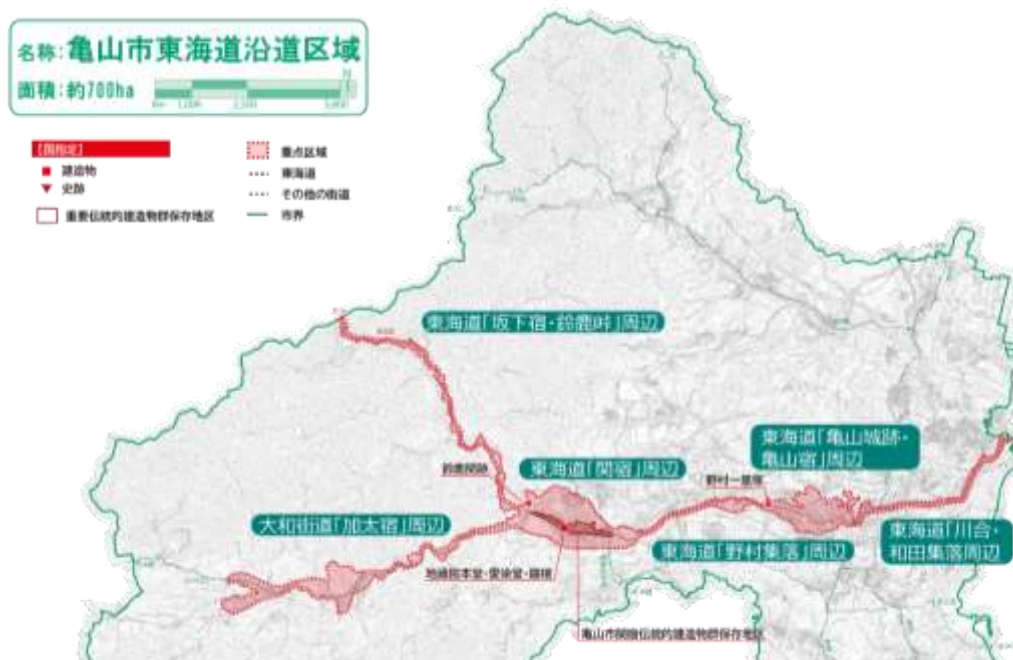 名称:亀山市東海道沿道区域
面積:約700ha
N
【国指定】
建造物
史跡
重要伝統的建造物群保存地区
重点区域
東海道
その他の街道
市界
東海道「坂下宿・鈴鹿峠」周辺
鈴鹿関跡
東海道「関宿」周辺
東海道「亀山城跡・
亀山宿」周辺
野村一里塚
大和街道「加太宿」周辺
東海道「野村集落」周辺
東海道「川合・
和田集落周辺
地蔵院本堂・愛染堂・鐘楼
亀山市関宿伝統的建造物群保存地区